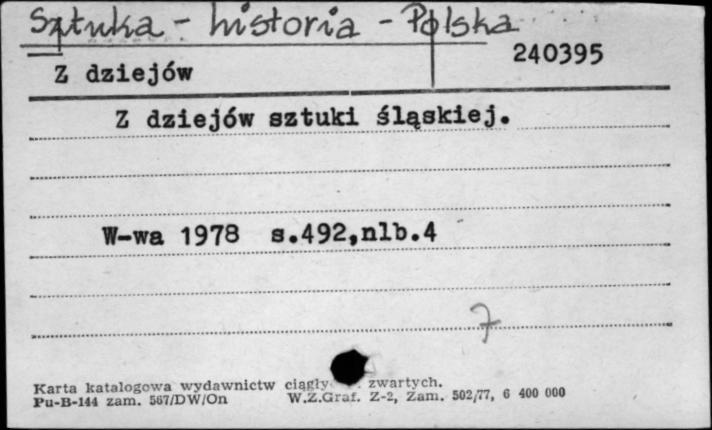 Sztuka - historia - Polska
240395
Z dziejów
Z dziejów sztuki śląskiej.
W-wa 1978 s.492,nlb.4
7
Karta katalogowa wydawnictw ciągły zwartych.
Pu-B-144 zam. 567/DW/On W.Z.Graf. Z-2, Zam. 502/77, 6 400 000